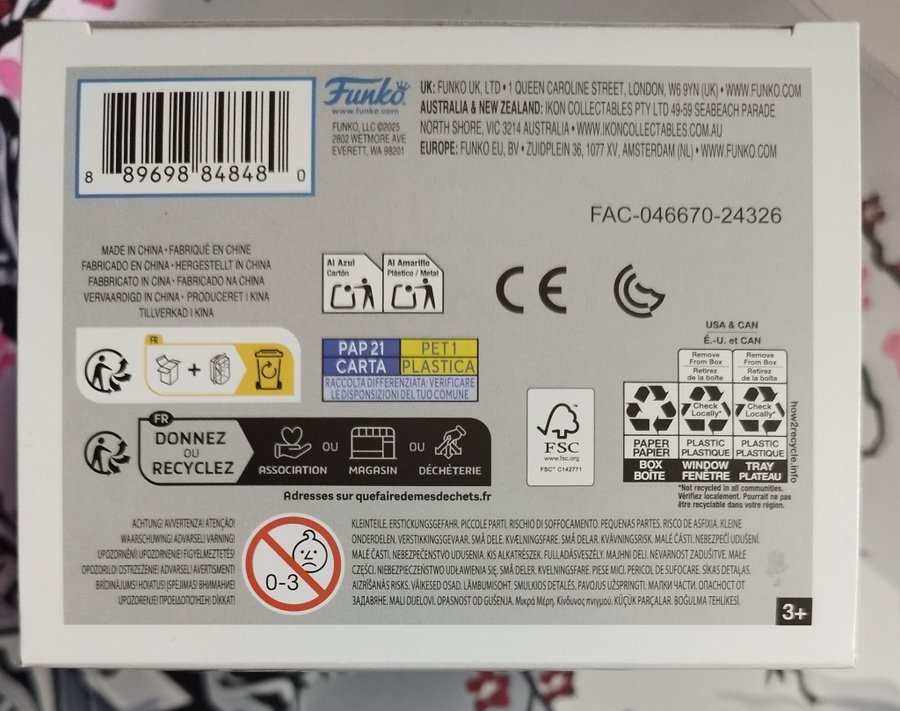 8 89698 84848 0
Funko
www.funko.com
FUNKO, LLC ©2025
2802 WETMORE AVE
EVERETT, WA 98201
UK: FUNKO UK, LTD • 1 QUEEN CAROLINE STREET, LONDON, W6 9YN (UK) • WWW.FUNKO.COM
AUSTRALIA & NEW ZEALAND: IKON COLLECTABLES PTY LTD 49-59 SEABEACH PARADE
NORTH SHORE, VIC 3214 AUSTRALIA • WWW.IKONCOLLECTABLES.COM.AU
EUROPE: FUNKO EU, BV • ZUIDPLEIN 36, 1077 XV, AMSTERDAM (NL) • WWW.FUNKO.COM
FAC-046670-24326
MADE IN CHINA • FABRIQUÉ EN CHINE
FABRICADO EN CHINA • HERGESTELLT IN CHINA
FABBRICATO IN CINA • FABRICADO NA CHINA
VERVAARDIGD IN CHINA • PRODUCERET I KINA
TILLVERKAD I KINA
Al Azul
Cartón
Al Amarillo
Plástico / Metal
CE
FR
+
PAP 21
CARTA
PET 1
PLASTICA
RACCOLTA DIFFERENZIATA: VERIFICARE
LE DISPOSIZIONI DEL TUO COMUNE
FR
DONNEZ
OU
RECYCLEZ
ASSOCIATION
OU
MAGASIN
OU
DÉCHÈTERIE
Adresses sur quefairedemesdechets.fr
FSC
www.fsc.org
FSC™ C142771
USA & CAN
É.-U. et CAN
Remove
From Box
Retirez
de la boîte
Remove
From Box
Retirez
de la boîte
Check
Locally*
Check
Locally*
PAPER
PAPIER
BOX
BOÎTE
PLASTIC
PLASTIQUE
WINDOW
FENÊTRE
PLASTIC
PLASTIQUE
TRAY
PLATEAU
how2recycle.info
*Not recycled in all communities.
Vérifiez localement. Pourrait ne pas
être recyclable dans votre région.
ACHTUNG! AVVERTENZA! ATENÇÃO!
WAARSCHUWING! ADVARSEL! VARNING!
UPOZORNĚNÍ! UPOZORNENIE! FIGYELMEZTETÉS!
OPOZORILO! OSTRZEŻENIE! ADVARSEL! AVERTISMENT!
BRĪDINĀJUMS! HOIATUS! ĮSPĖJIMAS! ВНИМАНИЕ!
UPOZORENJE! ΠΡΟΕΙΔΟΠΟΙΗΣΗ! DIKKAT!
0-3
KLEINTEILE. ERSTICKUNGSGEFAHR. PICCOLE PARTI. RISCHIO DI SOFFOCAMENTO. PEQUENAS PARTES. RISCO DE ASFIXIA. KLEINE
ONDERDELEN. VERSTIKKINGSGEVAAR. SMÅ DELE. KVÆLNINGSFARE. SMÅ DELAR. KVÄVNINGSRISK. MALÉ ČÁSTI. NEBEZPEČÍ UDUŠENÍ.
MALÉ ČASTI. NEBEZPEČENSTVO UDUSENIA. KIS ALKATRÉSZEK. FULLADÁSVESZÉLY. MAJHNI DELI. NEVARNOST ZADUŠITVE. MAŁE
CZĘŚCI. NIEBEZPIECZEŃSTWO UDŁAWIENIA SIĘ. SMÅ DELER. KVELNINGSFARE. PIESE MICI. PERICOL DE SUFOCARE. SĪKAS DETAĻAS.
AIZRĪŠANĀS RISKS. VÄIKESED OSAD. LÄMBUMISOHT. SMULKIOS DETALĖS. PAVOJUS UŽSPRINGTI. МАЛКИ ЧАСТИ. ОПАСНОСТ ОТ
ЗАДАВЯНЕ. MALI DIJELOVI. OPASNOST OD GUŠENJA. Μικρά Μέρη. Κίνδυνος πνιγμού. KÜÇÜK PARÇALAR. BOĞULMA TEHLİKESİ.
3+